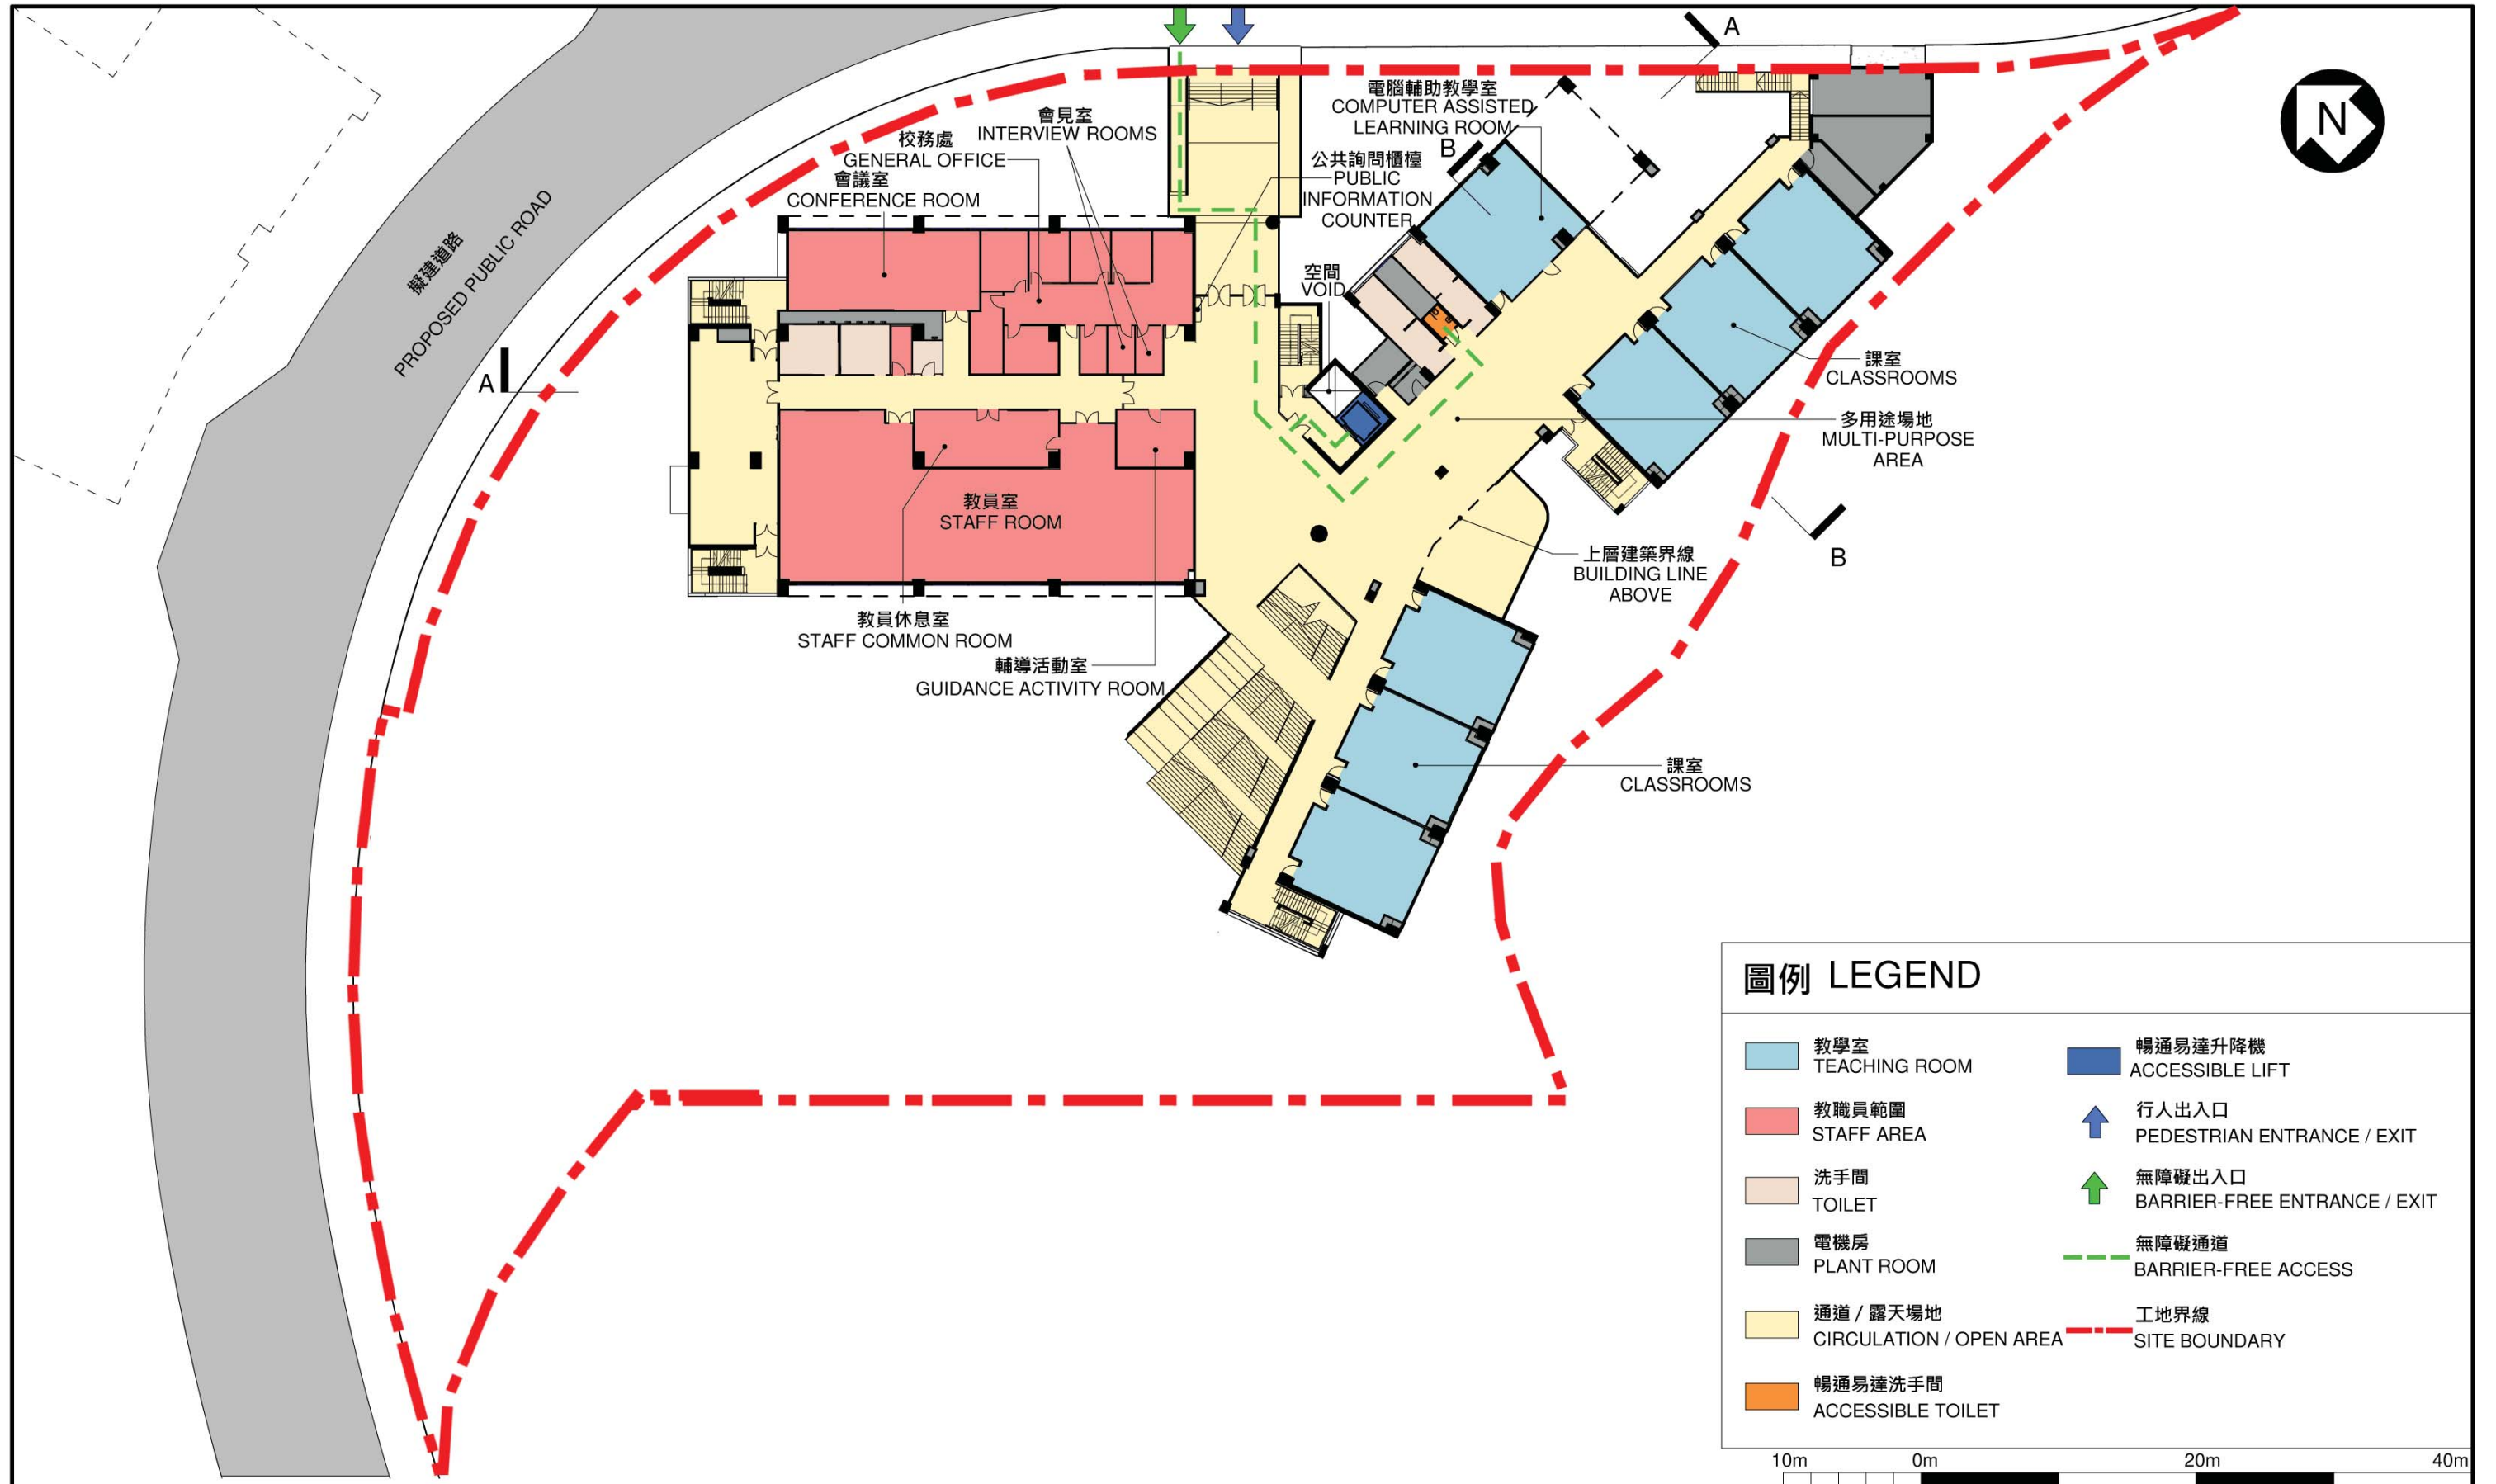 A
N
電腦輔助教學室
COMPUTER ASSISTED
LEARNING ROOM
會見室
INTERVIEW ROOMS
校務處
GENERAL OFFICE
會議室
CONFERENCE ROOM
B
公共詢問櫃檯
PUBLIC
INFORMATION
COUNTER
擬建道路
PROPOSED PUBLIC ROAD
空間
VOID
A
課室
CLASSROOMS
多用途場地
MULTI-PURPOSE
AREA
教員室
STAFF ROOM
上層建築界線
BUILDING LINE
ABOVE
B
教員休息室
STAFF COMMON ROOM
輔導活動室
GUIDANCE ACTIVITY ROOM
課室
CLASSROOMS
圖例 LEGEND
教學室
TEACHING ROOM
教職員範圍
STAFF AREA
洗手間
TOILET
電機房
PLANT ROOM
通道 / 露天場地
CIRCULATION / OPEN AREA
暢通易達洗手間
ACCESSIBLE TOILET
暢通易達升降機
ACCESSIBLE LIFT
行人出入口
PEDESTRIAN ENTRANCE / EXIT
無障礙出入口
BARRIER-FREE ENTRANCE / EXIT
無障礙通道
BARRIER-FREE ACCESS
工地界線
SITE BOUNDARY
10m 0m 20m 40m